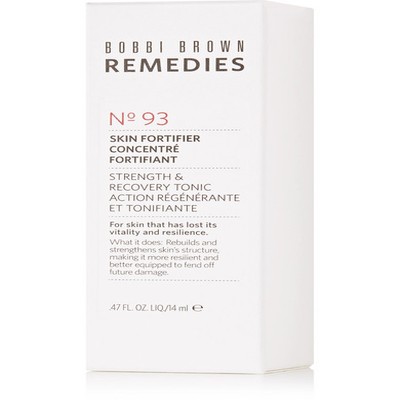 BOBBI BROWN
REMEDIES
Nº 93
SKIN FORTIFIER
CONCENTRÉ
FORTIFIANT
STRENGTH &
RECOVERY TONIC
ACTION RÉGÉNÉRANTE
ET TONIFIANTE
For skin that has lost its
vitality and resilience.
What it does: Rebuilds and
strengthens skin's structure,
making it more resilient and
better equipped to fend off
future damage.
.47 FL. OZ. LIQ./14 ml ℮